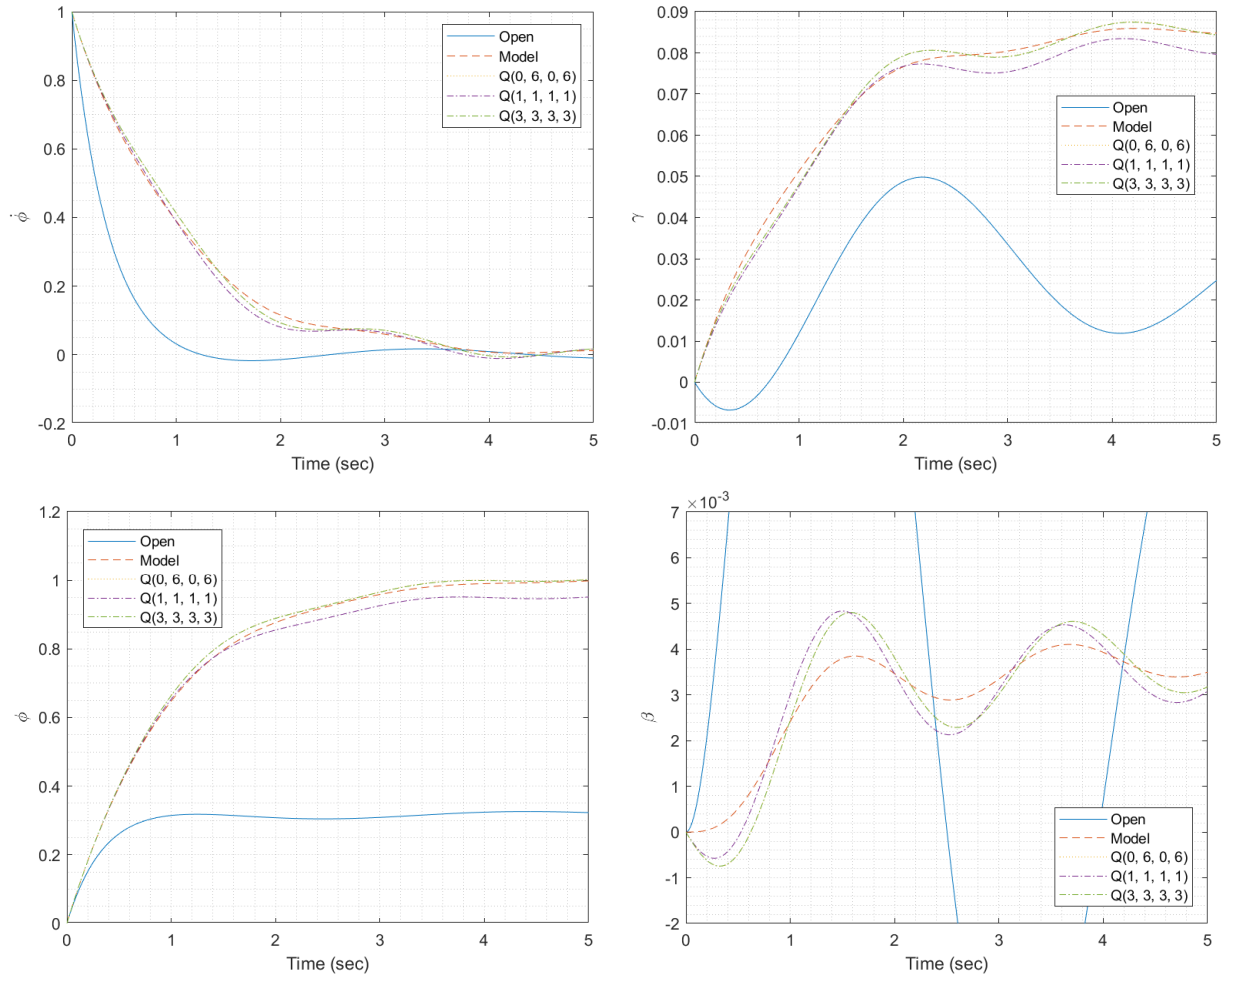 1
0.8
0.6
0.4
0.2
0
-0.2
0 1 2 3 4 5
Time (sec)
ϕ̇
Open
Model
Q(0, 6, 0, 6)
Q(1, 1, 1, 1)
Q(3, 3, 3, 3)
0.09
0.08
0.07
0.06
0.05
0.04
0.03
0.02
0.01
0
-0.01
0 1 2 3 4 5
Time (sec)
γ
Open
Model
Q(0, 6, 0, 6)
Q(1, 1, 1, 1)
Q(3, 3, 3, 3)
1.2
1
0.8
0.6
0.4
0.2
0
0 1 2 3 4 5
Time (sec)
ϕ
Open
Model
Q(0, 6, 0, 6)
Q(1, 1, 1, 1)
Q(3, 3, 3, 3)
×10⁻³
7
6
5
4
3
2
1
0
-1
-2
0 1 2 3 4 5
Time (sec)
β
Open
Model
Q(0, 6, 0, 6)
Q(1, 1, 1, 1)
Q(3, 3, 3, 3)